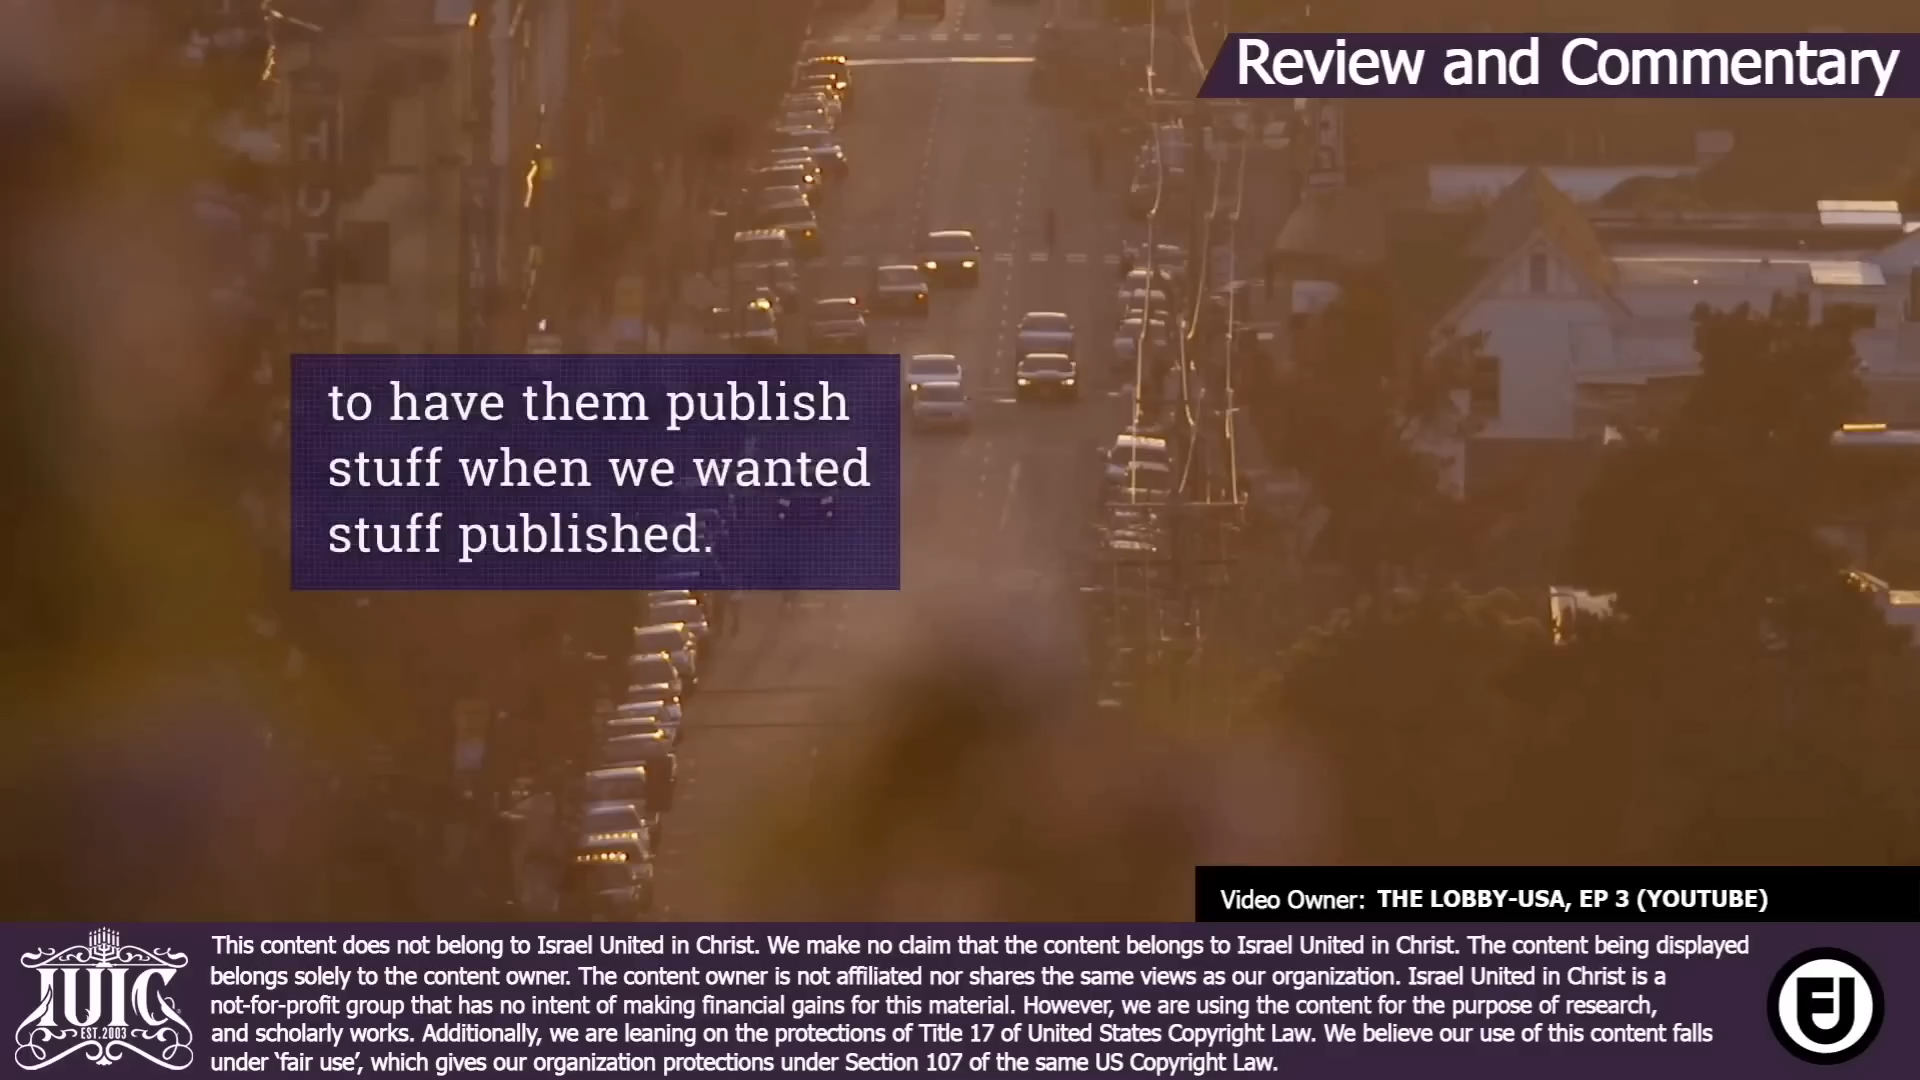 Review and Commentary
to have them publish
stuff when we wanted
stuff published.
Video Owner: THE LOBBY-USA, EP 3 (YOUTUBE)
This content does not belong to Israel United in Christ. We make no claim that the content belongs to Israel United in Christ. The content being displayed
belongs solely to the content owner. The content owner is not affiliated nor shares the same views as our organization. Israel United in Christ is a
not-for-profit group that has no intent of making financial gains for this material. However, we are using the content for the purpose of research,
and scholarly works. Additionally, we are leaning on the protections of Title 17 of United States Copyright Law. We believe our use of this content falls
under 'fair use', which gives our organization protections under Section 107 of the same US Copyright Law.
IUIC
EST. 2003